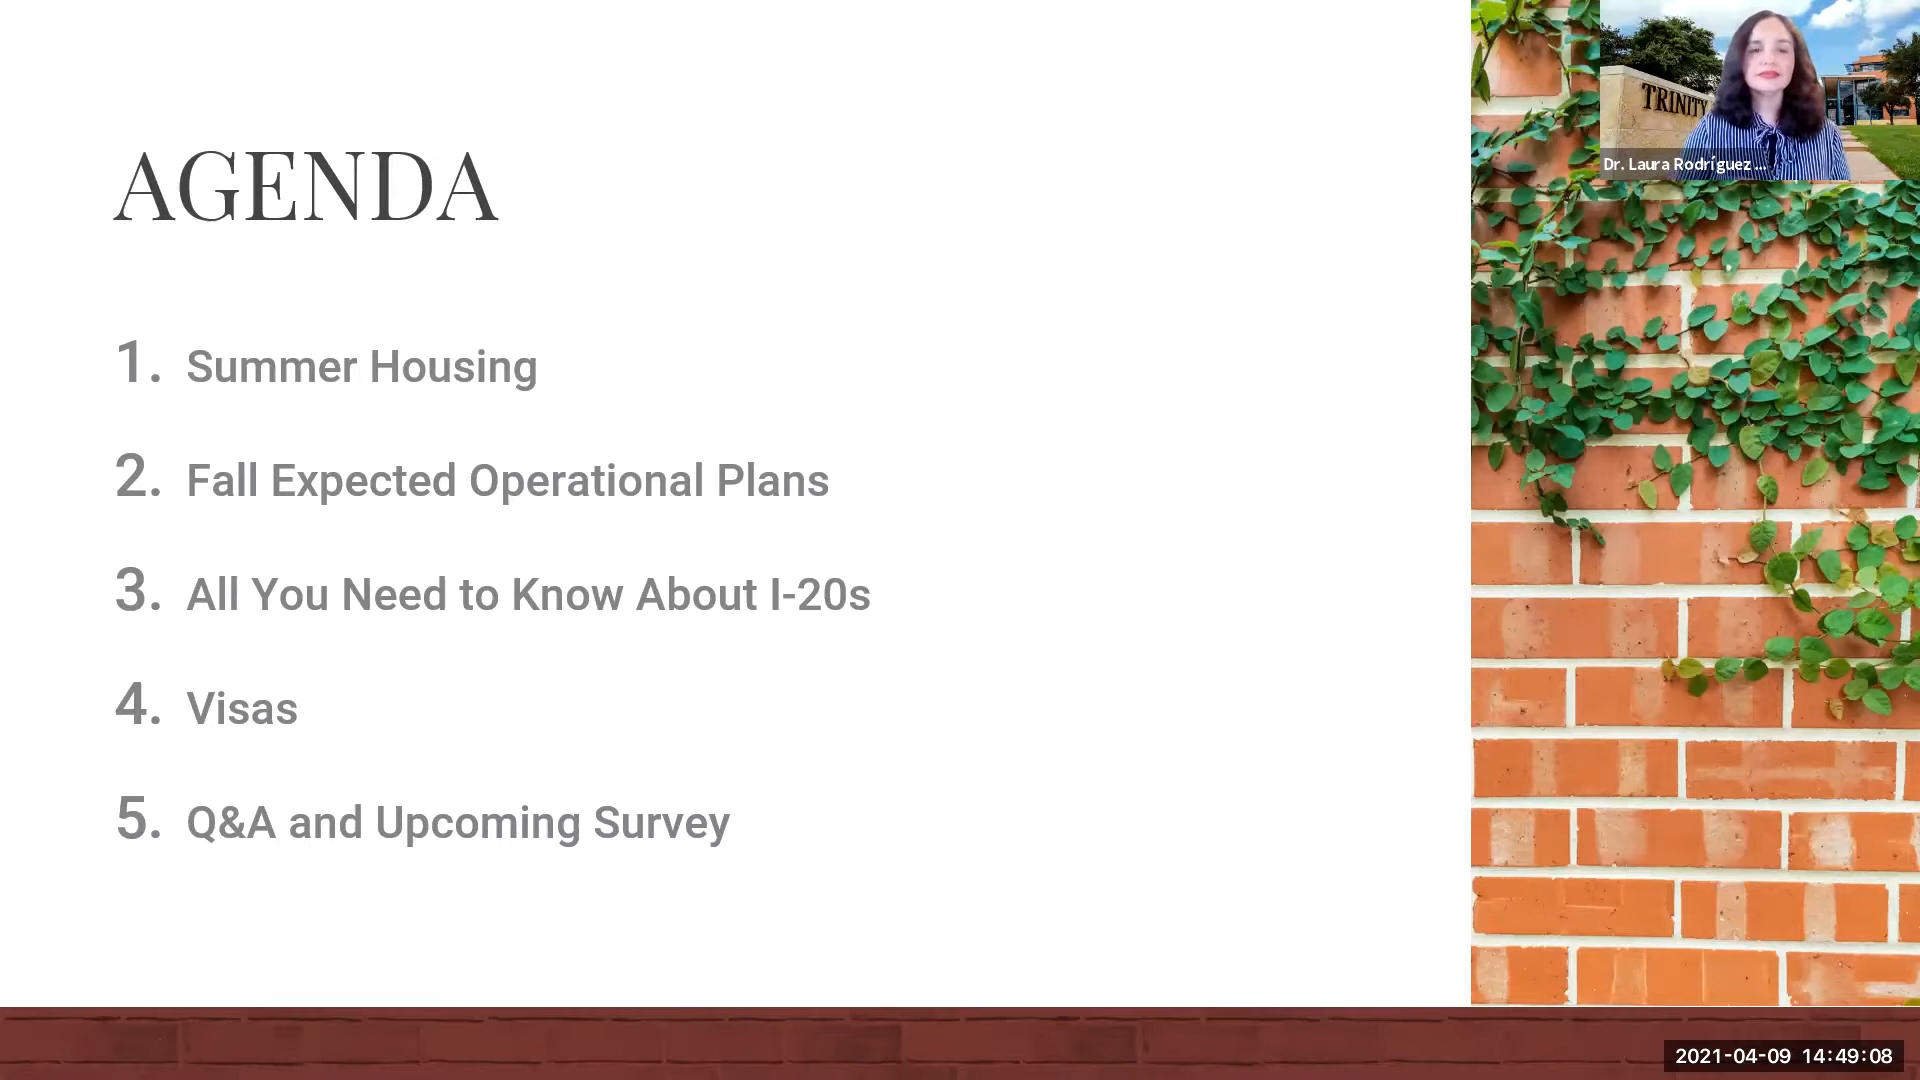 AGENDA
1. Summer Housing
2. Fall Expected Operational Plans
3. All You Need to Know About I-20s
4. Visas
5. Q&A and Upcoming Survey
TRINITY
Dr. Laura Rodríguez ...
2021-04-09 14:49:08